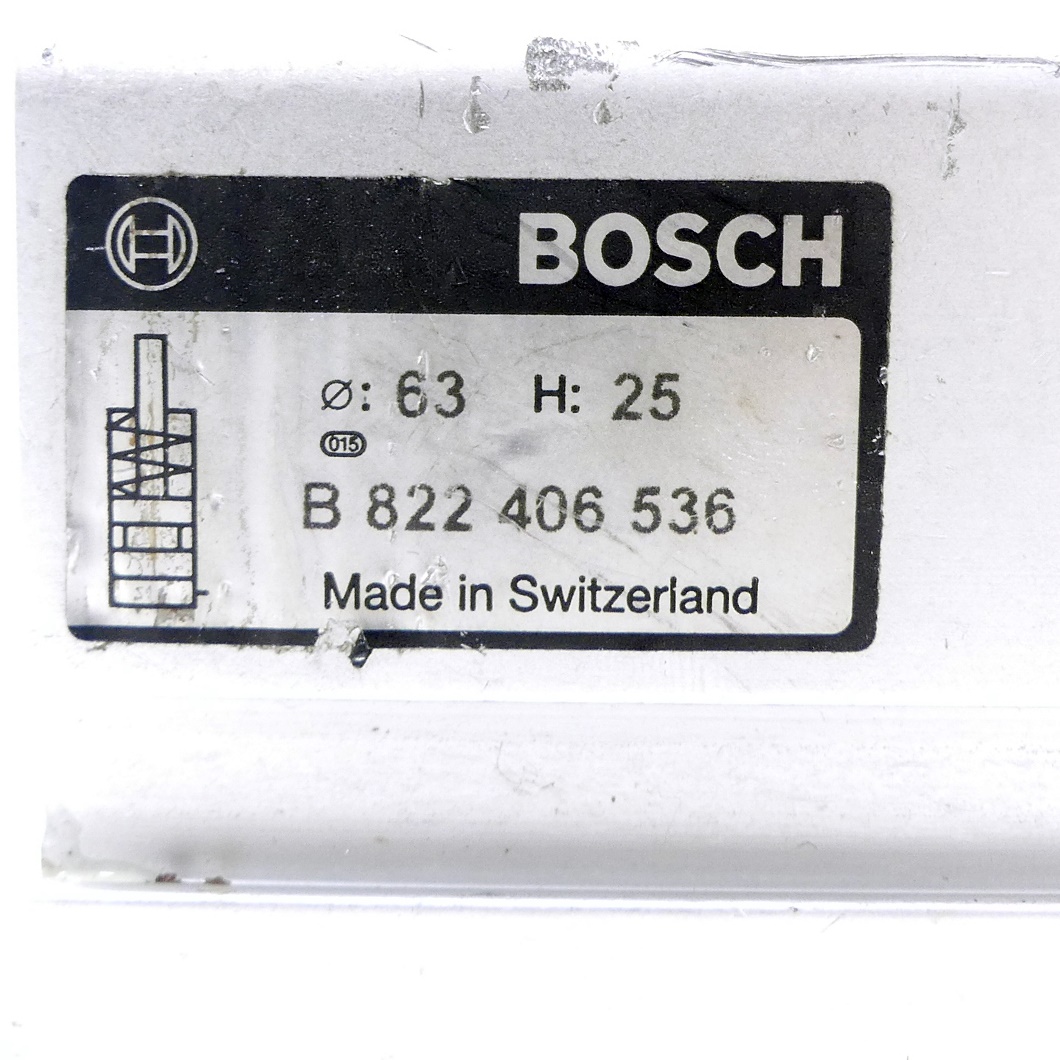 BOSCH
⌀: 63 H: 25
015
B 822 406 536
Made in Switzerland